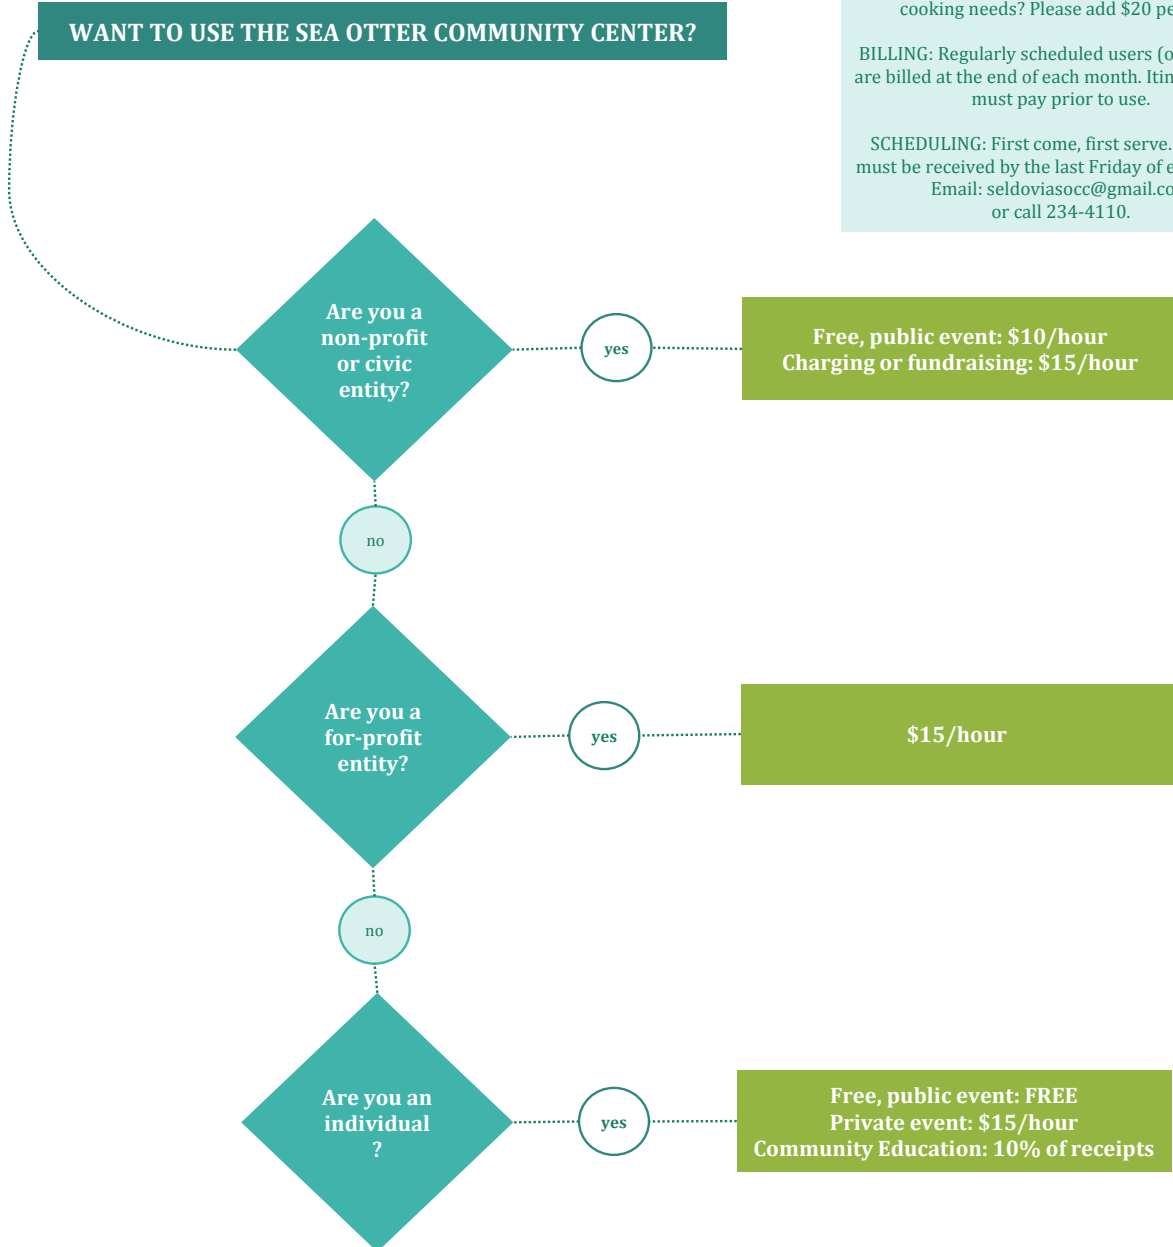 WANT TO USE THE SEA OTTER COMMUNITY CENTER?
cooking needs? Please add $20
BILLING: Regularly scheduled users
are billed at the end of each month.
must pay prior to use.
SCHEDULING: First come, first serve.
must be received by the last Friday of
Email: seldoviasocc@gmail.co
or call 234-4110.
Are you a
non-profit
or civic
entity?
yes
Free, public event: $10/hour
Charging or fundraising: $15/hour
no
Are you a
for-profit
entity?
yes
$15/hour
no
Are you an
individual
?
yes
Free, public event: FREE
Private event: $15/hour
Community Education: 10% of receipts